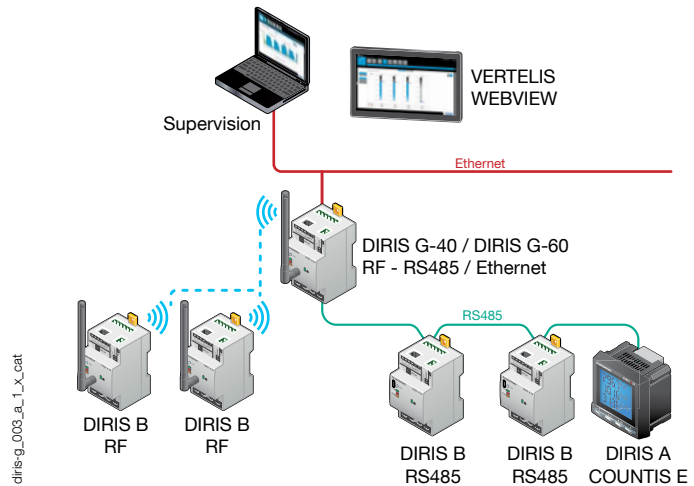 VERTELIS
WEBVIEW
Supervision
Ethernet
DIRIS G-40 / DIRIS G-60
RF - RS485 / Ethernet
RS485
DIRIS B
RF
DIRIS B
RF
DIRIS B
RS485
DIRIS B
RS485
DIRIS A
COUNTIS E
diris-g_003_a_1_x_cat